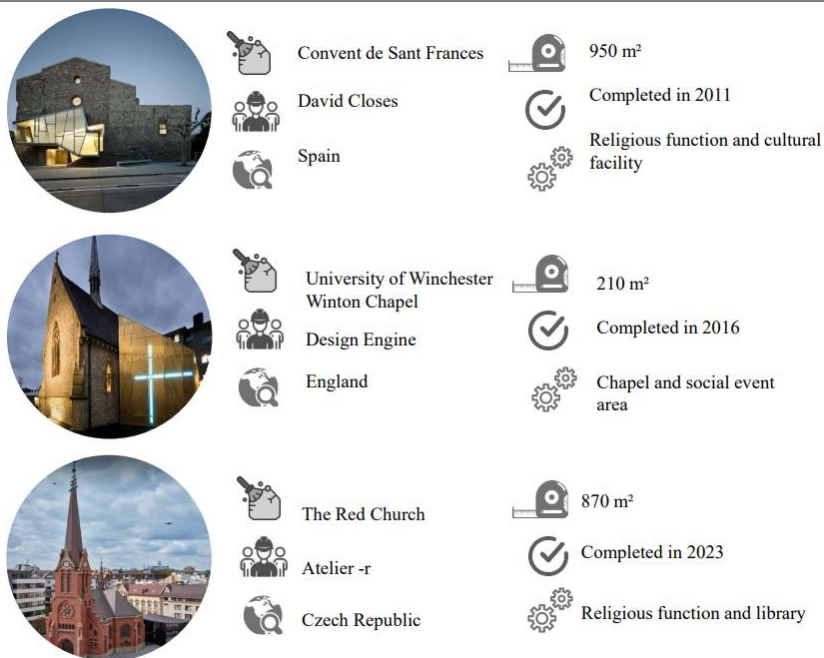 Convent de Sant Frances
950 m²
David Closes
Completed in 2011
Spain
Religious function and cultural
facility
University of Winchester
Winton Chapel
210 m²
Design Engine
Completed in 2016
England
Chapel and social event
area
The Red Church
870 m²
Atelier -r
Completed in 2023
Czech Republic
Religious function and library